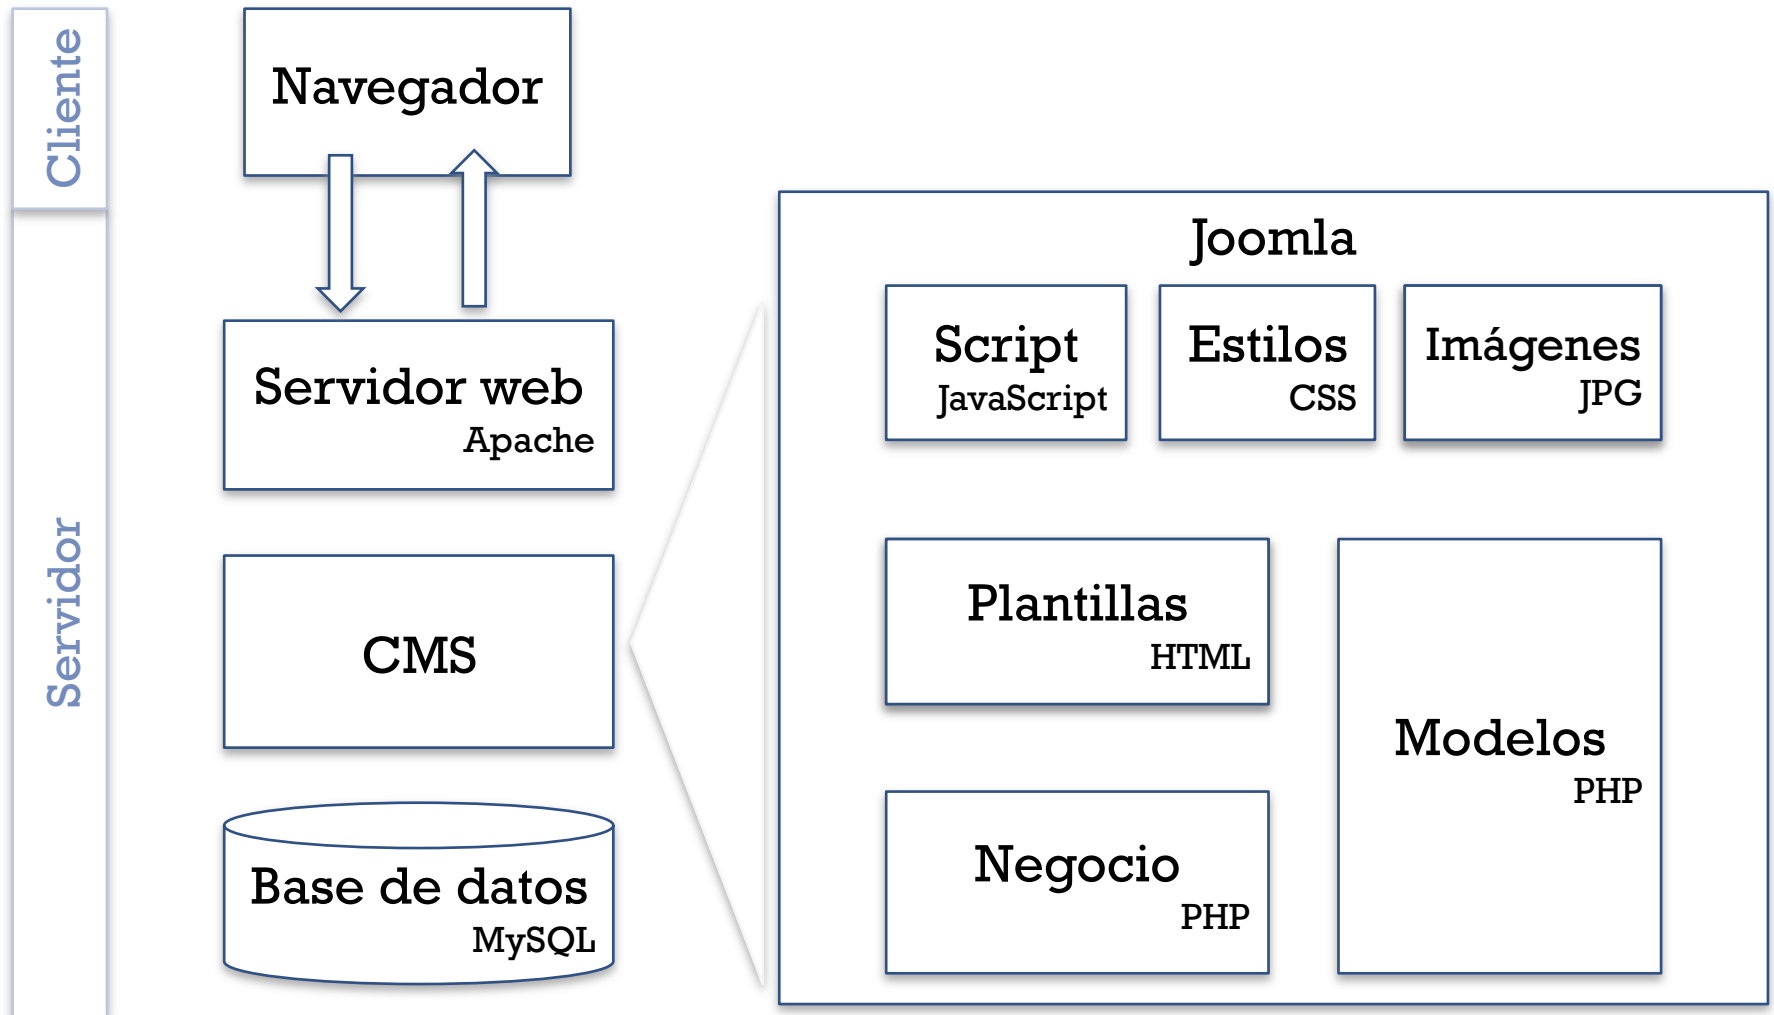 Cliente
Navegador
Servidor
Servidor web
Apache
CMS
Base de datos
MySQL
Joomla
Script
JavaScript
Estilos
CSS
Imágenes
JPG
Plantillas
HTML
Modelos
PHP
Negocio
PHP